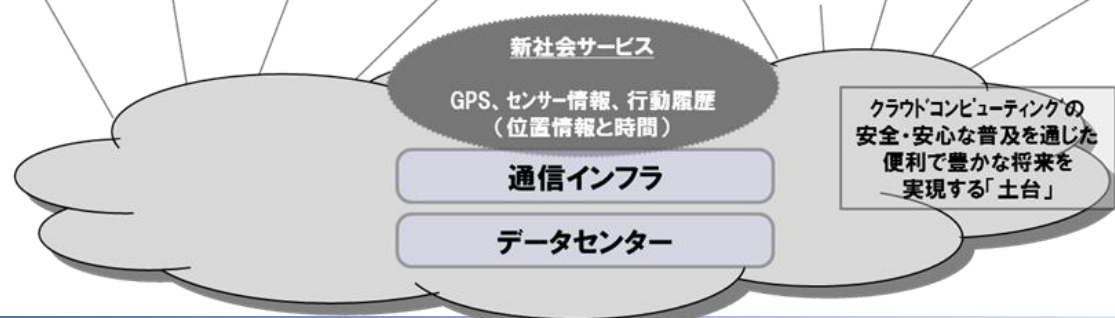 新社会サービス
GPS、センサー情報、行動履歴
（位置情報と時間）
通信インフラ
データセンター
クラウドコンピューティングの
安全・安心な普及を通じた
便利で豊かな将来を
実現する「土台」